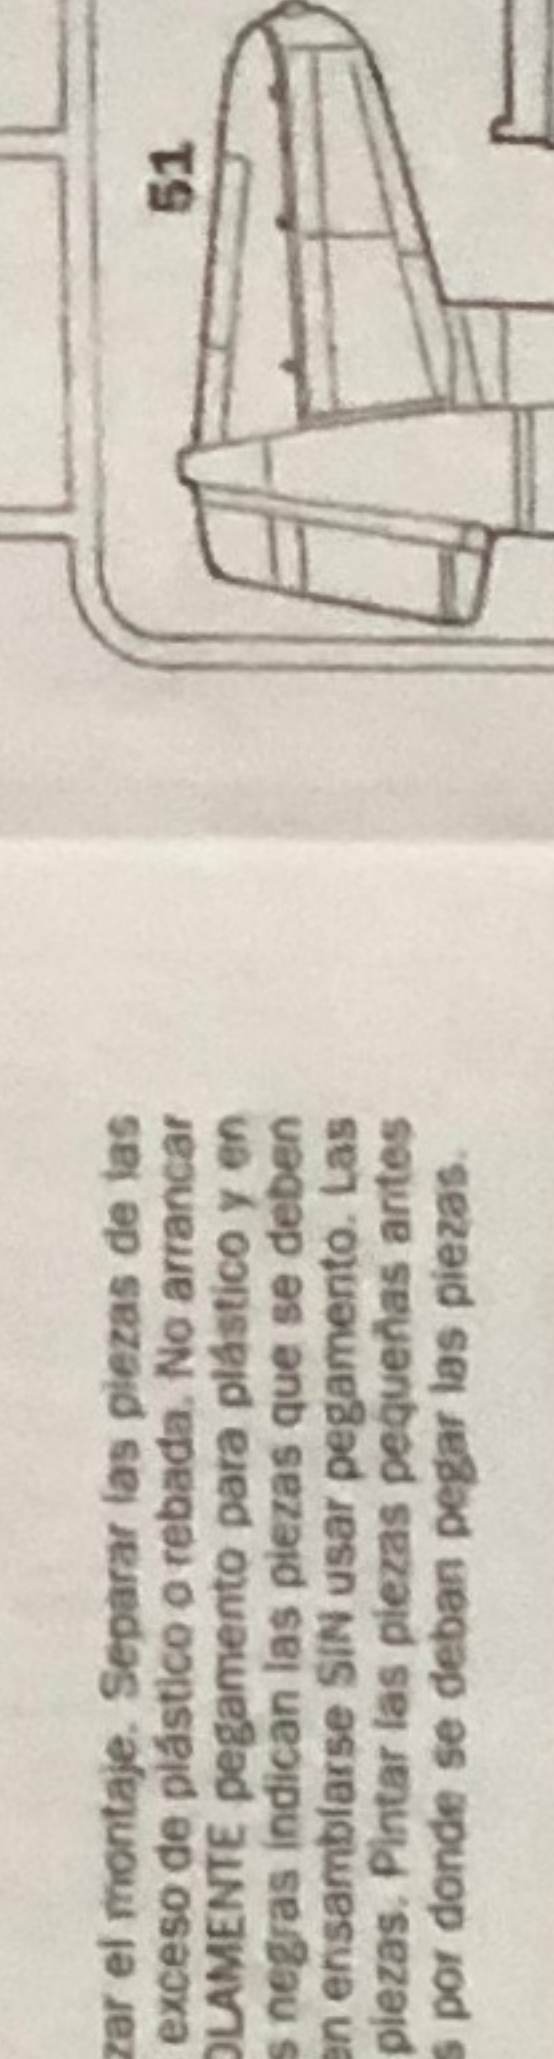 51
zar el montaje. Separar las piezas de las
exceso de plástico o rebada. No arrancar
OLAMENTE pegamento para plástico y en
s negras indican las piezas que se deben
en ensamblarse SIN usar pegamento. Las
piezas. Pintar las piezas pequeñas antes
s por donde se deban pegar las piezas.